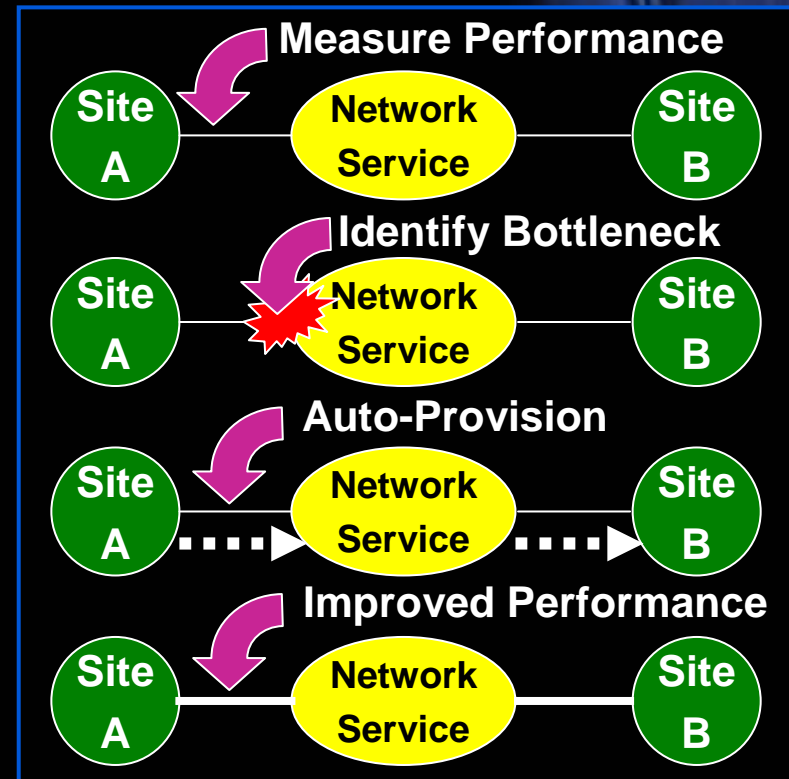 Measure Performance
Site
A
Network
Service
Site
B
Identify Bottleneck
Site
A
Network
Service
Site
B
Auto-Provision
Site
A
Network
Service
Site
B
Improved Performance
Site
A
Network
Service
Site
B